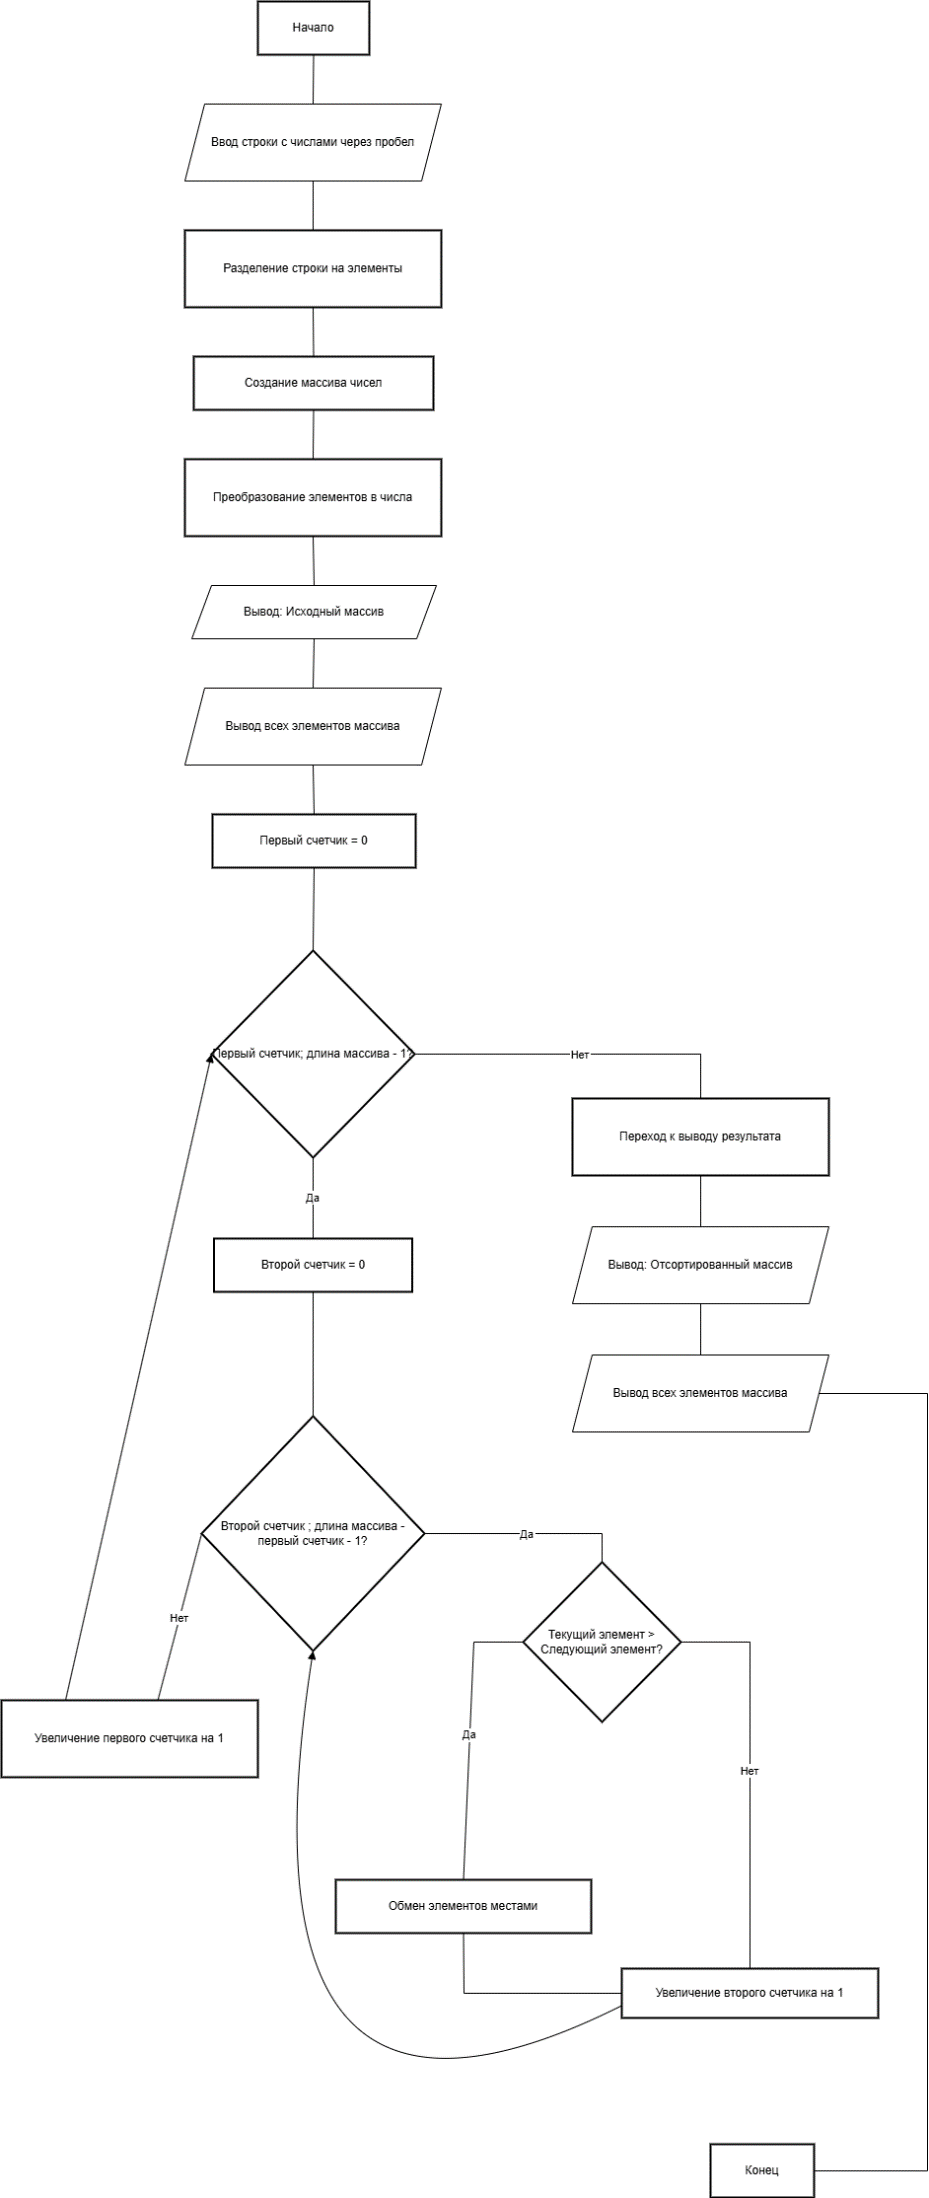 Начало
Ввод строки с числами через пробел
Разделение строки на элементы
Создание массива чисел
Преобразование элементов в числа
Вывод: Исходный массив
Вывод всех элементов массива
Первый счетчик = 0
Первый счетчик; длина массива - 1?
Нет
Переход к выводу результата
Да
Вывод: Отсортированный массив
Второй счетчик = 0
Вывод всех элементов массива
Второй счетчик ; длина массива -
первый счетчик - 1?
Да
Нет
Текущий элемент >
Следующий элемент?
Да
Нет
Увеличение первого счетчика на 1
Обмен элементов местами
Увеличение второго счетчика на 1
Конец